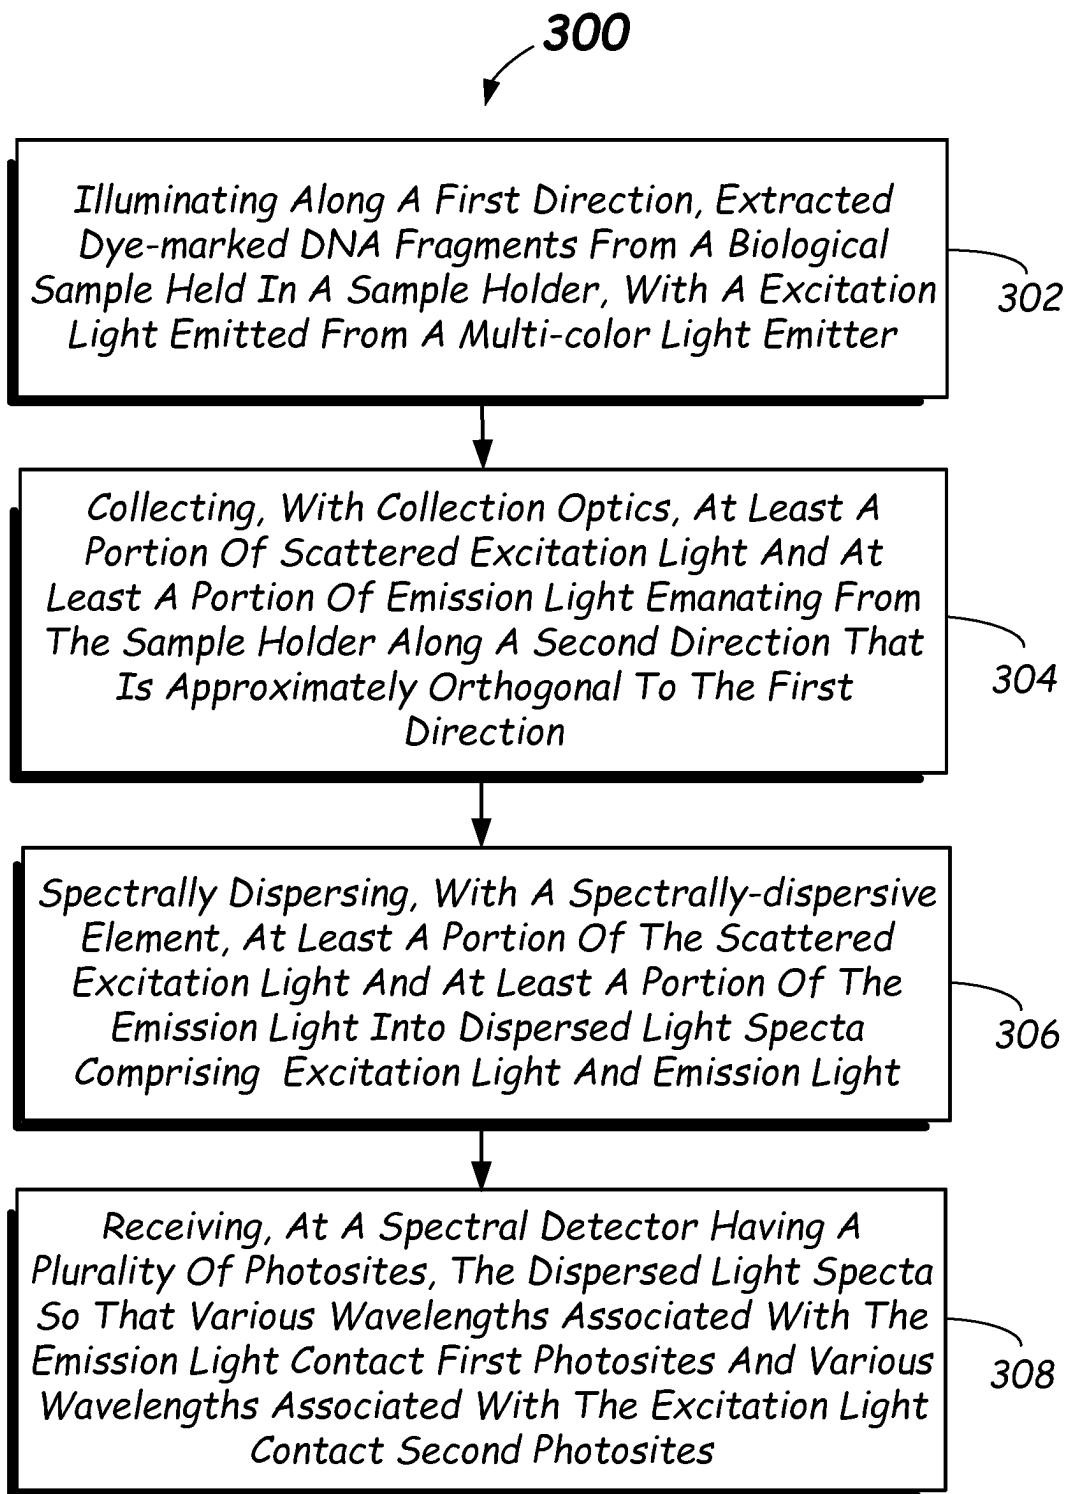 300
Illuminating Along A First Direction, Extracted
Dye-marked DNA Fragments From A Biological
Sample Held In A Sample Holder, With A Excitation
Light Emitted From A Multi-color Light Emitter
302
Collecting, With Collection Optics, At Least A
Portion Of Scattered Excitation Light And At
Least A Portion Of Emission Light Emanating From
The Sample Holder Along A Second Direction That
Is Approximately Orthogonal To The First
Direction
304
Spectrally Dispersing, With A Spectrally-dispersive
Element, At Least A Portion Of The Scattered
Excitation Light And At Least A Portion Of The
Emission Light Into Dispersed Light Specta
Comprising Excitation Light And Emission Light
306
Receiving, At A Spectral Detector Having A
Plurality Of Photosites, The Dispersed Light Specta
So That Various Wavelengths Associated With The
Emission Light Contact First Photosites And Various
Wavelengths Associated With The Excitation Light
Contact Second Photosites
308